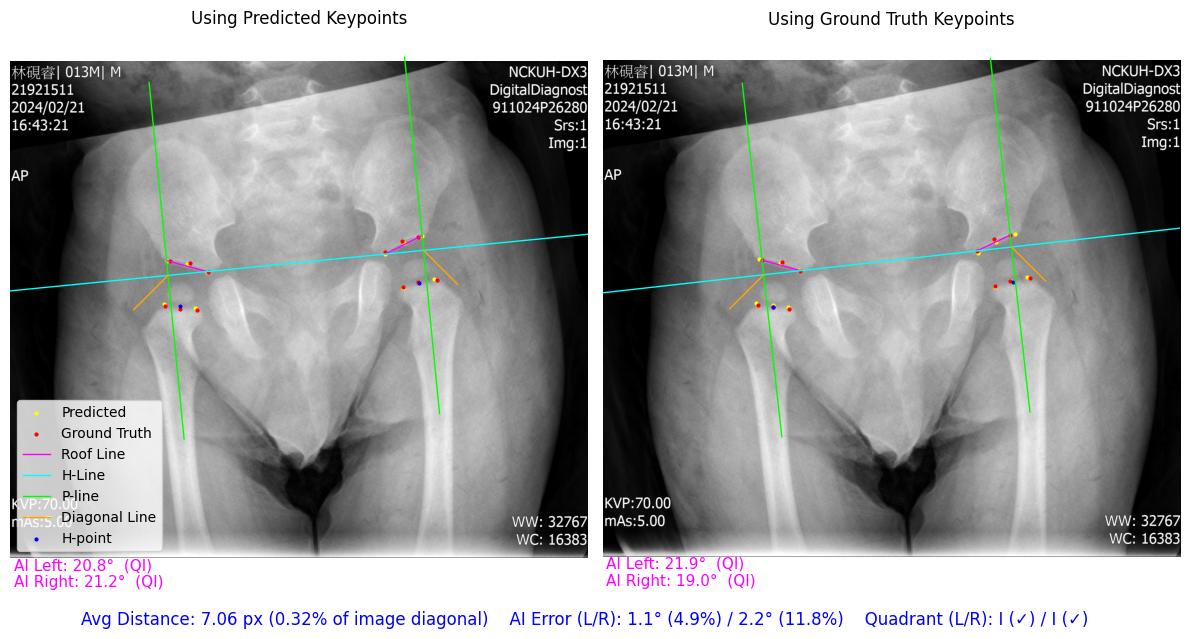 Using Predicted Keypoints
林硯睿| 013M| M
21921511
2024/02/21
16:43:21
AP
NCKUH-DX3
DigitalDiagnost
911024P26280
Srs:1
Img:1
Predicted
Ground Truth
Roof Line
H-Line
P-line
Diagonal Line
H-point
KVP:70.00
mAs:5.00
WW: 32767
WC: 16383
AI Left: 20.8° (QI)
AI Right: 21.2° (QI)
Using Ground Truth Keypoints
林硯睿| 013M| M
21921511
2024/02/21
16:43:21
AP
NCKUH-DX3
DigitalDiagnost
911024P26280
Srs:1
Img:1
KVP:70.00
mAs:5.00
WW: 32767
WC: 16383
AI Left: 21.9° (QI)
AI Right: 19.0° (QI)
Avg Distance: 7.06 px (0.32% of image diagonal) AI Error (L/R): 1.1° (4.9%) / 2.2° (11.8%) Quadrant (L/R): I (✓) / I (✓)